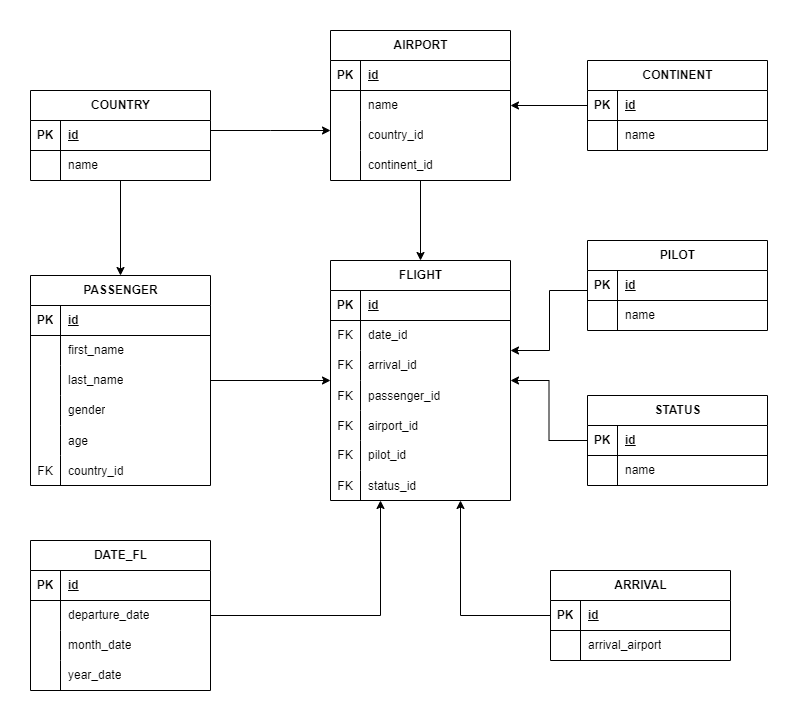 AIRPORT
PK id
name
country_id
continent_id
CONTINENT
PK id
name
COUNTRY
PK id
name
PILOT
PK id
name
FLIGHT
PK id
FK date_id
FK arrival_id
FK passenger_id
FK airport_id
FK pilot_id
FK status_id
PASSENGER
PK id
first_name
last_name
gender
age
FK country_id
STATUS
PK id
name
DATE_FL
PK id
departure_date
month_date
year_date
ARRIVAL
PK id
arrival_airport